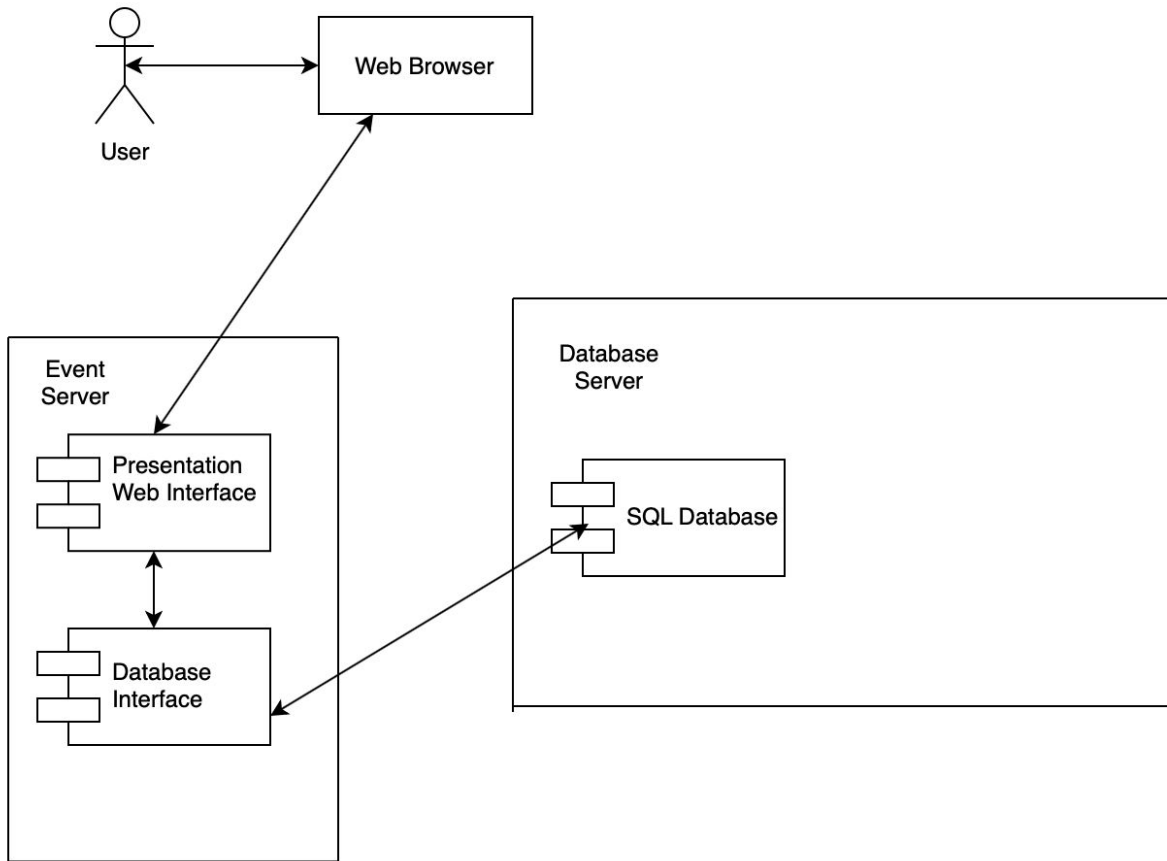 Web Browser
User
Event
Server
Presentation
Web Interface
Database
Interface
Database
Server
SQL Database